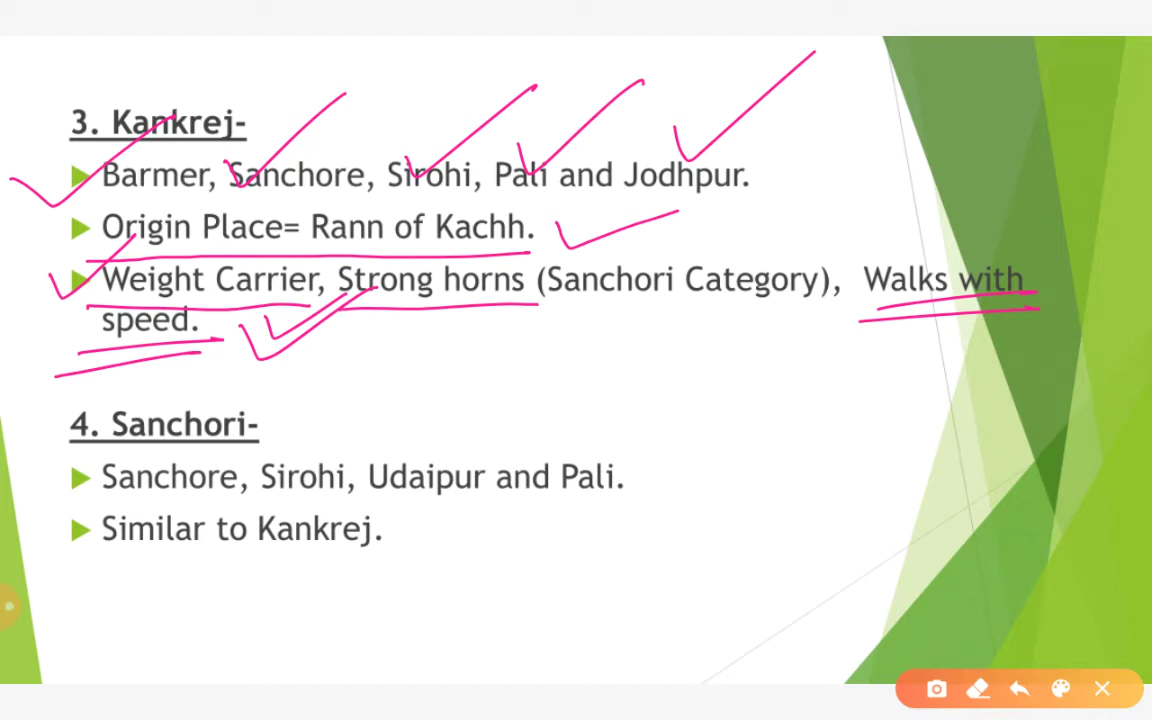 3. Kankrej-
Barmer, Sanchore, Sirohi, Pali and Jodhpur.
Origin Place= Rann of Kachh.
Weight Carrier, Strong horns (Sanchori Category), Walks with
speed.
4. Sanchori-
Sanchore, Sirohi, Udaipur and Pali.
Similar to Kankrej.